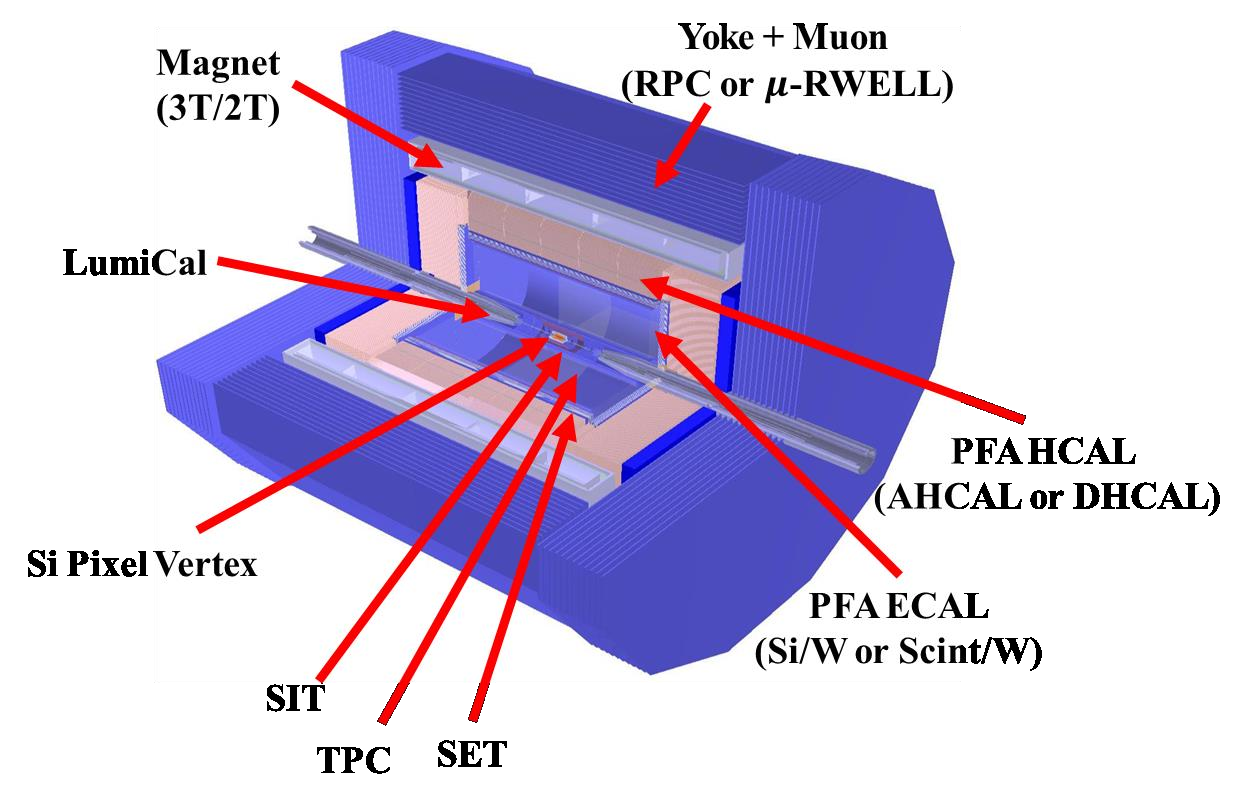 Magnet
(3T/2T)
Yoke + Muon
(RPC or μ-RWELL)
LumiCal
PFA HCAL
(AHCAL or DHCAL)
Si Pixel Vertex
PFA ECAL
(Si/W or Scint/W)
SIT
TPC
SET